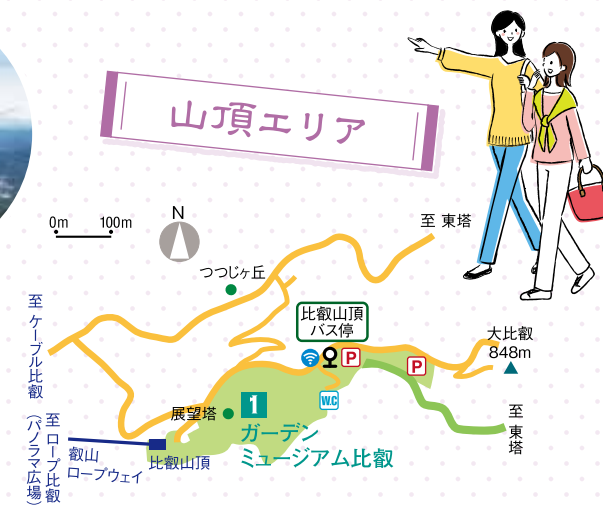 山頂エリア
0m 100m
N
至 東塔
つつじヶ丘
比叡山頂
バス停
大比叡
848m
P
P
W.C
至 ケーブル比叡
展望塔
1
ガーデン
ミュージアム比叡
至 東塔
至 ロープ比叡
（パノラマ広場）
叡山
ロープウェイ
比叡山頂